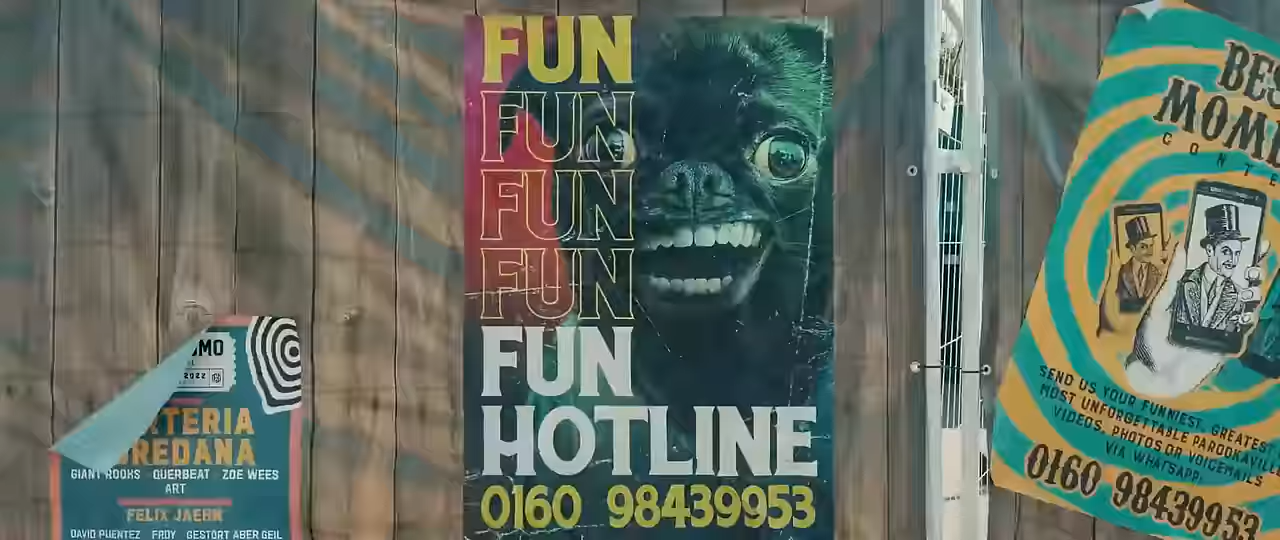 MO
2022
TERIA
REDANA
GIANT ROOKS QUERBEAT ZOE WEES
ART
FELIX JAEHN
DAVID PUENTEZ FRDY GESTÖRT ABER GEIL
FUN
FUN
FUN
FUN
FUN
HOTLINE
0160 98439953
BES
MOME
CONTE
SEND US YOUR FUNNIEST, GREATEST
MOST UNFORGETTABLE PAROOKAVILLE
VIDEOS, PHOTOS OR VOICEMAILS
VIA WHATSAPP:
0160 98439953